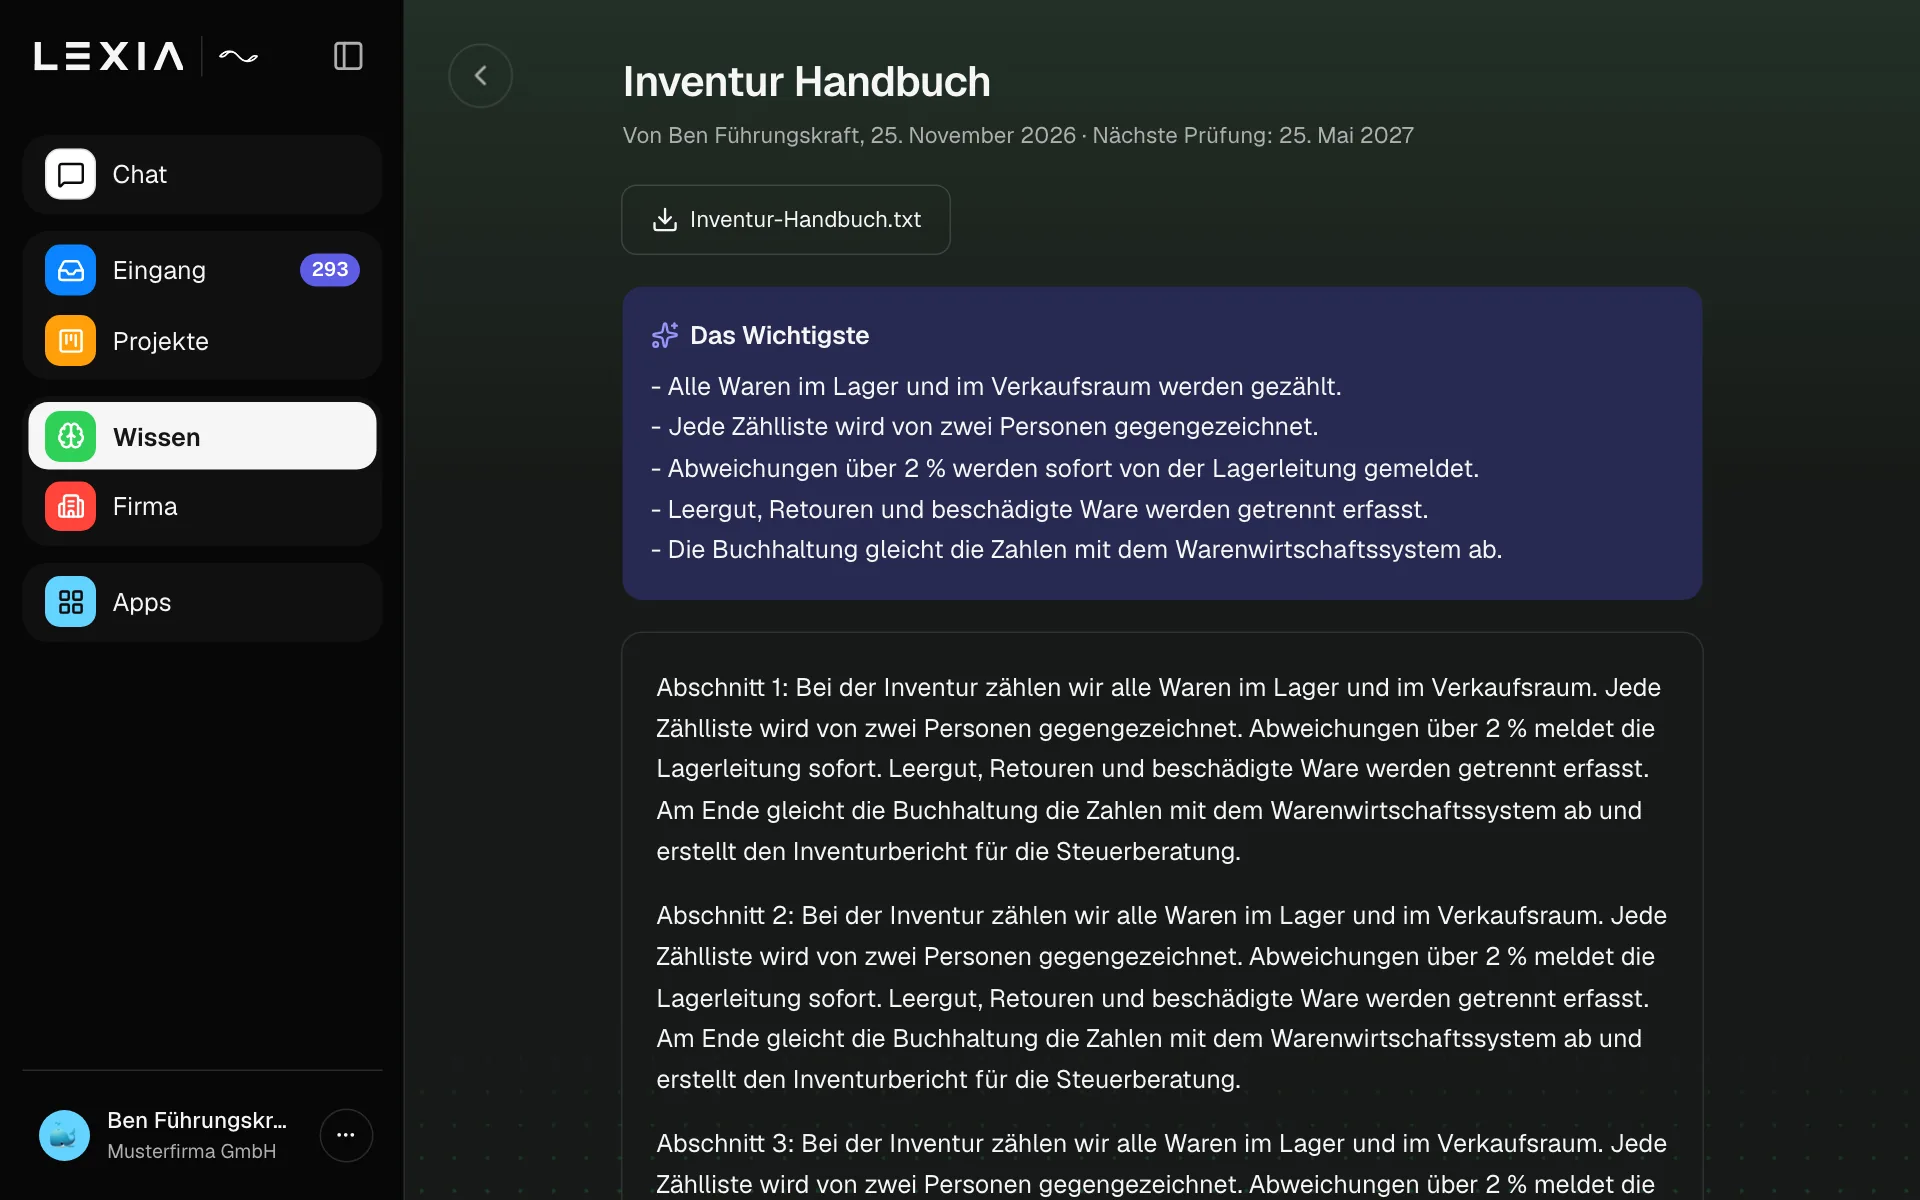 LEXIA
Chat
Eingang 293
Projekte
Wissen
Firma
Apps
Ben Führungskr...
Musterfirma GmbH
Inventur Handbuch
Von Ben Führungskraft, 25. November 2026 · Nächste Prüfung: 25. Mai 2027
Inventur-Handbuch.txt
Das Wichtigste
- Alle Waren im Lager und im Verkaufsraum werden gezählt.
- Jede Zählliste wird von zwei Personen gegengezeichnet.
- Abweichungen über 2 % werden sofort von der Lagerleitung gemeldet.
- Leergut, Retouren und beschädigte Ware werden getrennt erfasst.
- Die Buchhaltung gleicht die Zahlen mit dem Warenwirtschaftssystem ab.
Abschnitt 1: Bei der Inventur zählen wir alle Waren im Lager und im Verkaufsraum. Jede
Zählliste wird von zwei Personen gegengezeichnet. Abweichungen über 2 % meldet die
Lagerleitung sofort. Leergut, Retouren und beschädigte Ware werden getrennt erfasst.
Am Ende gleicht die Buchhaltung die Zahlen mit dem Warenwirtschaftssystem ab und
erstellt den Inventurbericht für die Steuerberatung.
Abschnitt 2: Bei der Inventur zählen wir alle Waren im Lager und im Verkaufsraum. Jede
Zählliste wird von zwei Personen gegengezeichnet. Abweichungen über 2 % meldet die
Lagerleitung sofort. Leergut, Retouren und beschädigte Ware werden getrennt erfasst.
Am Ende gleicht die Buchhaltung die Zahlen mit dem Warenwirtschaftssystem ab und
erstellt den Inventurbericht für die Steuerberatung.
Abschnitt 3: Bei der Inventur zählen wir alle Waren im Lager und im Verkaufsraum. Jede
Zählliste wird von zwei Personen gegengezeichnet. Abweichungen über 2 % meldet die